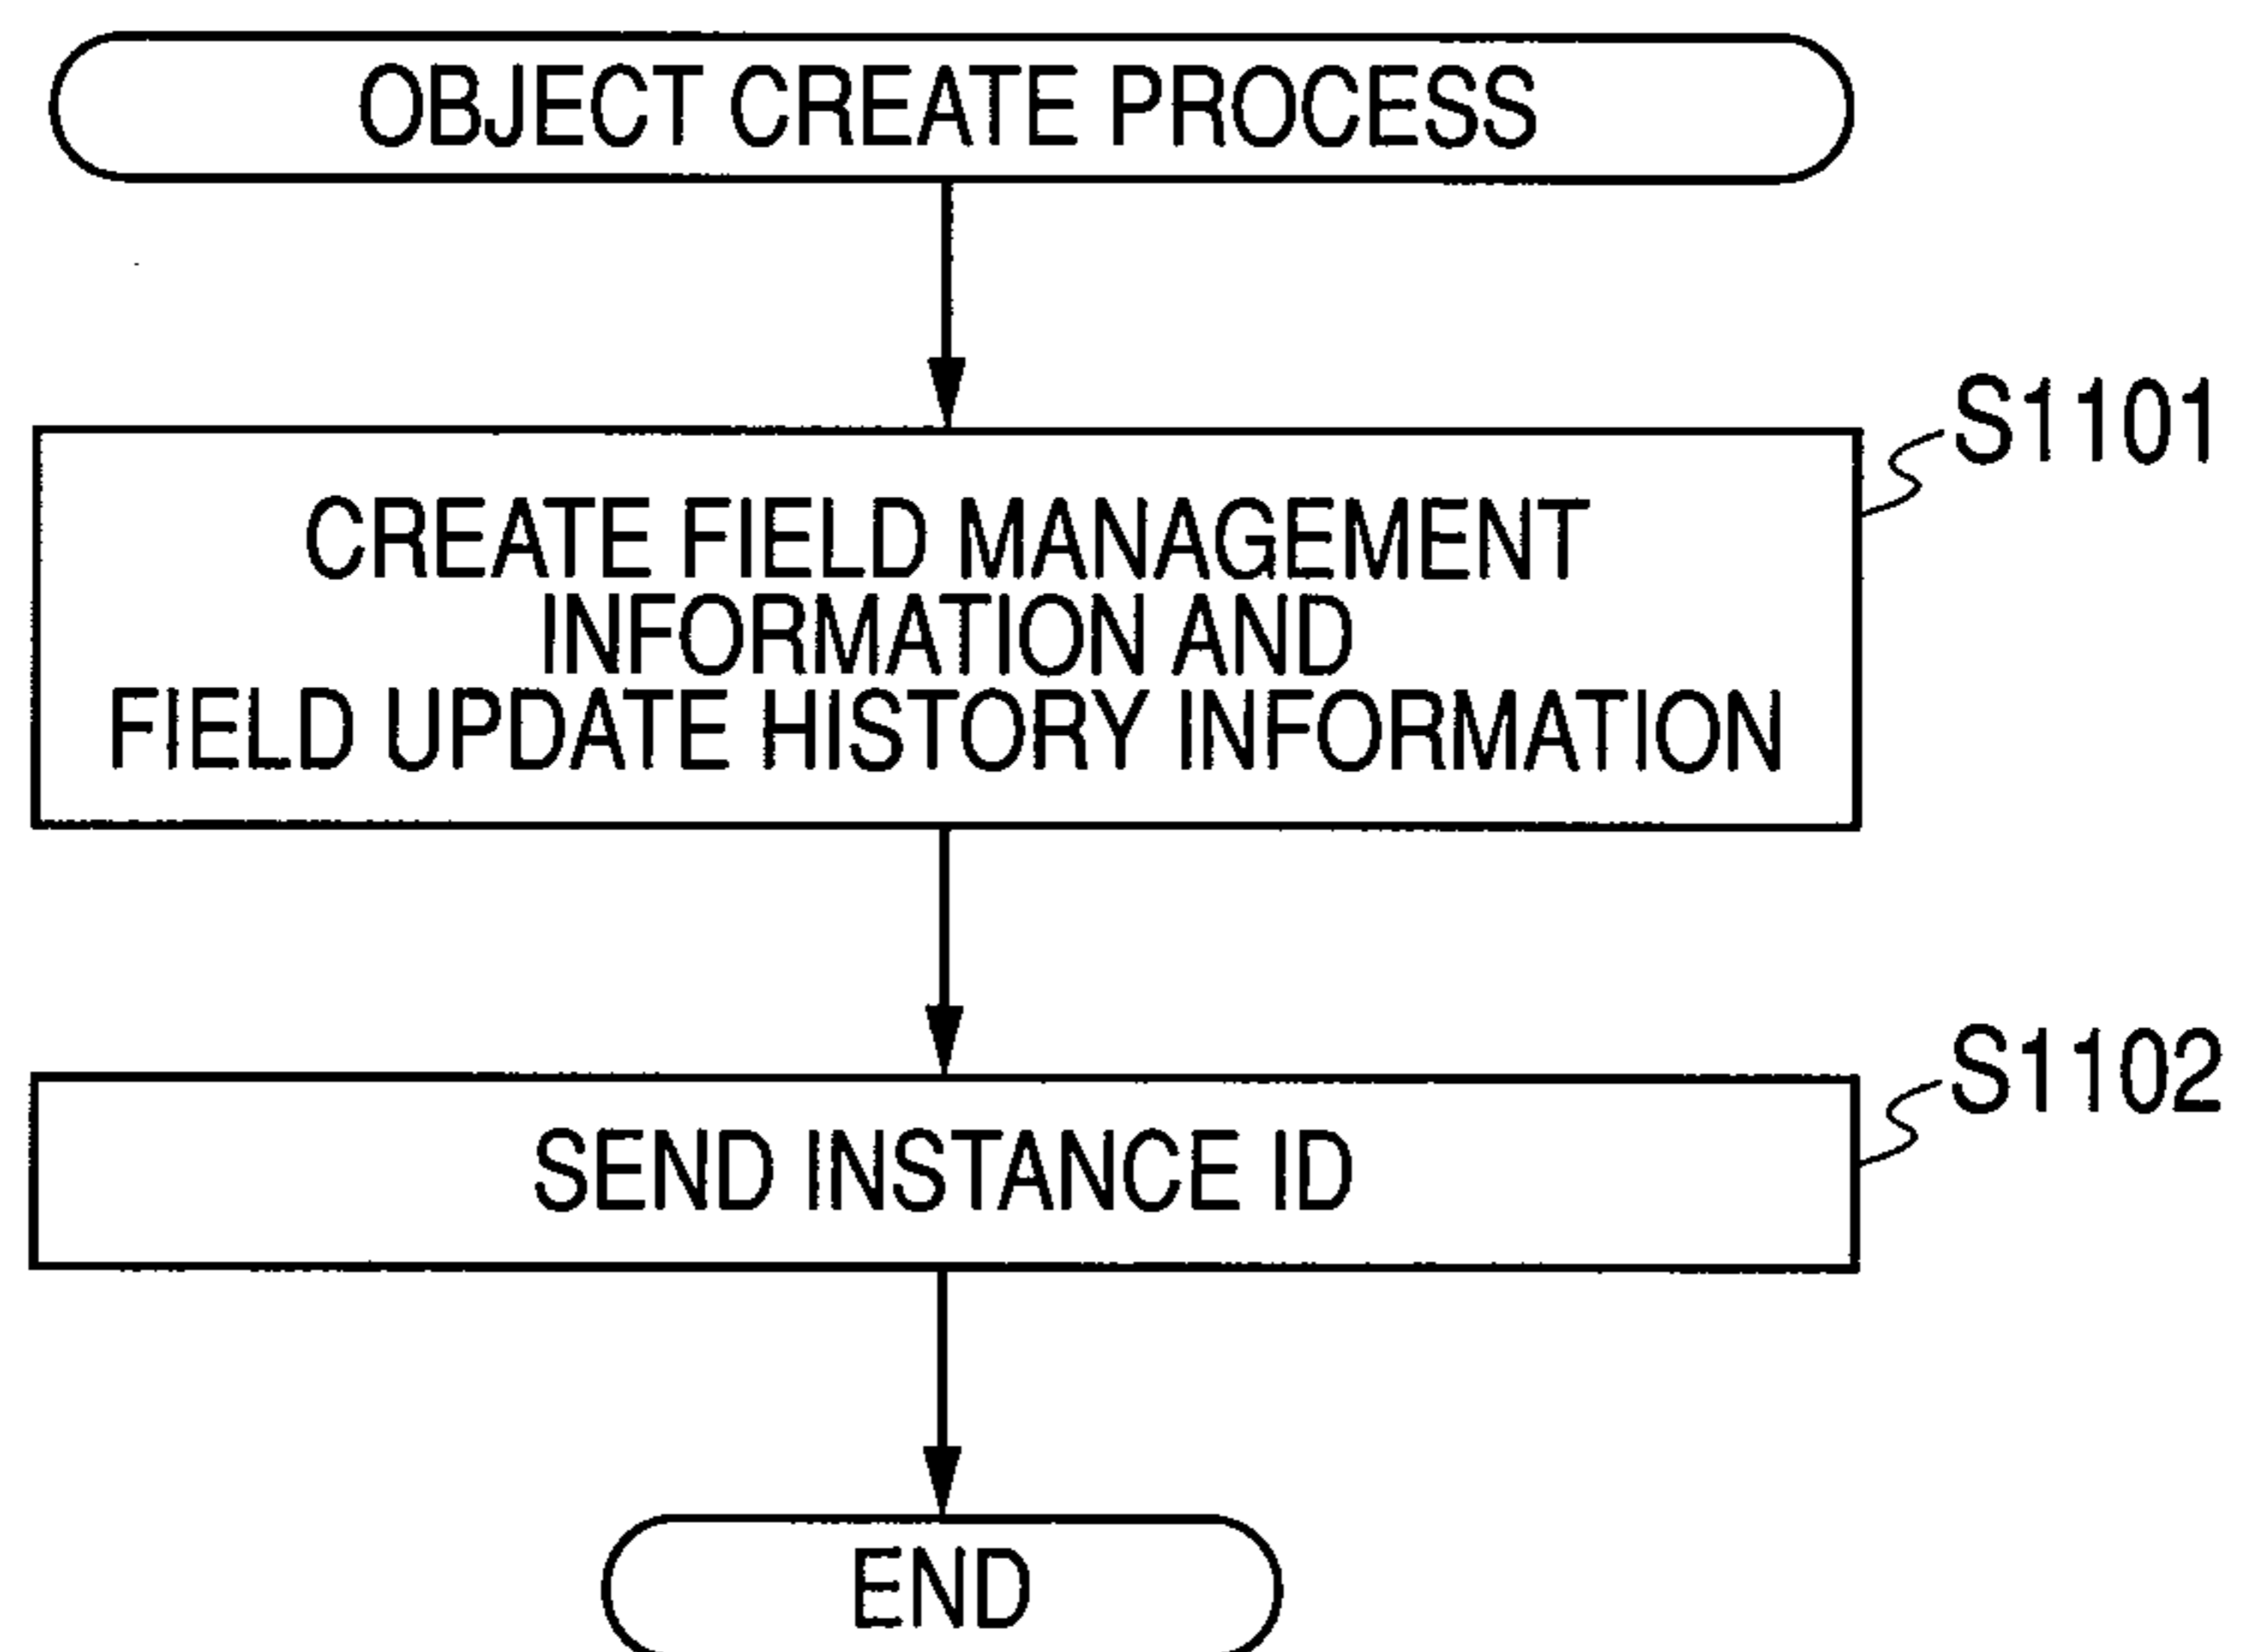 OBJECT CREATE PROCESS
S1101
CREATE FIELD MANAGEMENT
INFORMATION AND
FIELD UPDATE HISTORY INFORMATION
S1102
SEND INSTANCE ID
END